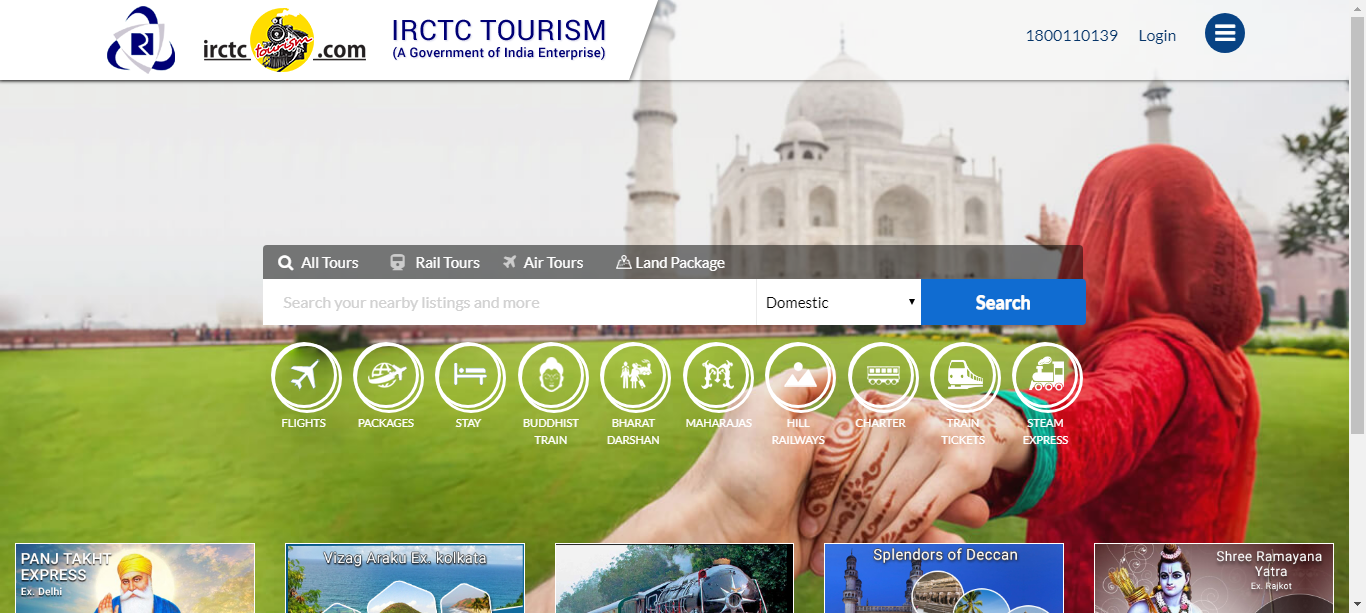 irctc tourism .com
IRCTC TOURISM
(A Government of India Enterprise)
1800110139 Login
All Tours Rail Tours Air Tours Land Package
Search your nearby listings and more Domestic Search
FLIGHTS
PACKAGES
STAY
BUDDHIST
TRAIN
BHARAT
DARSHAN
MAHARAJAS
HILL
RAILWAYS
CHARTER
TRAIN
TICKETS
STEAM
EXPRESS
PANJ TAKHT
EXPRESS
Ex. Delhi
Vizag Araku Ex. kolkata
Splendors of Deccan
Shree Ramayana
Yatra
Ex. Rajkot